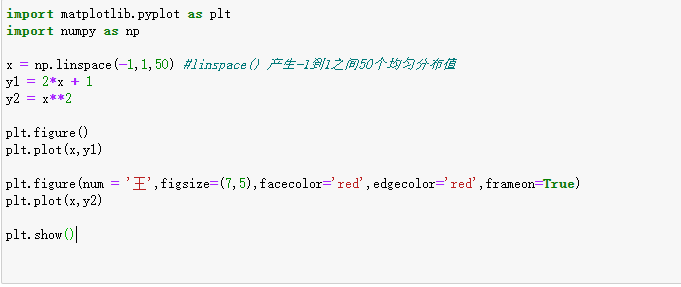 import matplotlib.pyplot as plt
import numpy as np
x = np.linspace(-1,1,50) #linspace() 产生-1到1之间50个均匀分布值
y1 = 2*x + 1
y2 = x**2
plt.figure()
plt.plot(x,y1)
plt.figure(num = '王',figsize=(7,5),facecolor='red',edgecolor='red',frameon=True)
plt.plot(x,y2)
plt.show()